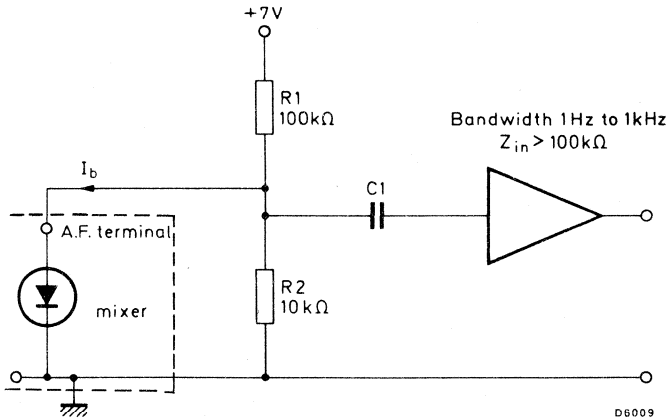 +7V
R1
100kΩ
Bandwidth 1Hz to 1kHz
Zin > 100kΩ
Ib
C1
A.F. terminal
R2
10kΩ
mixer
D6009